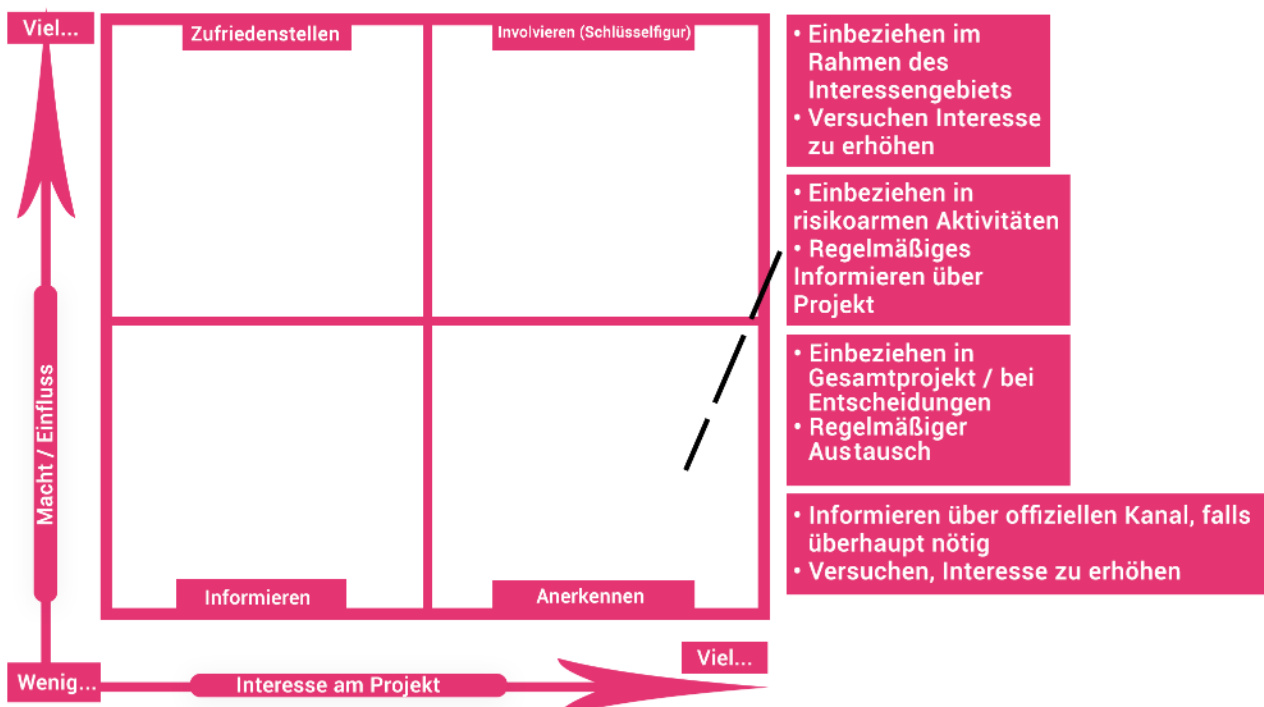 Viel...
Zufriedenstellen
Involvieren (Schlüsselfigur)
• Einbeziehen im
Rahmen des
Interessengebiets
• Versuchen Interesse
zu erhöhen
• Einbeziehen in
risikoarmen Aktivitäten
• Regelmäßiges
Informieren über
Projekt
Macht / Einfluss
• Einbeziehen in
Gesamtprojekt / bei
Entscheidungen
• Regelmäßiger
Austausch
• Informieren über offiziellen Kanal, falls
überhaupt nötig
• Versuchen, Interesse zu erhöhen
Informieren
Anerkennen
Viel...
Wenig...
Interesse am Projekt